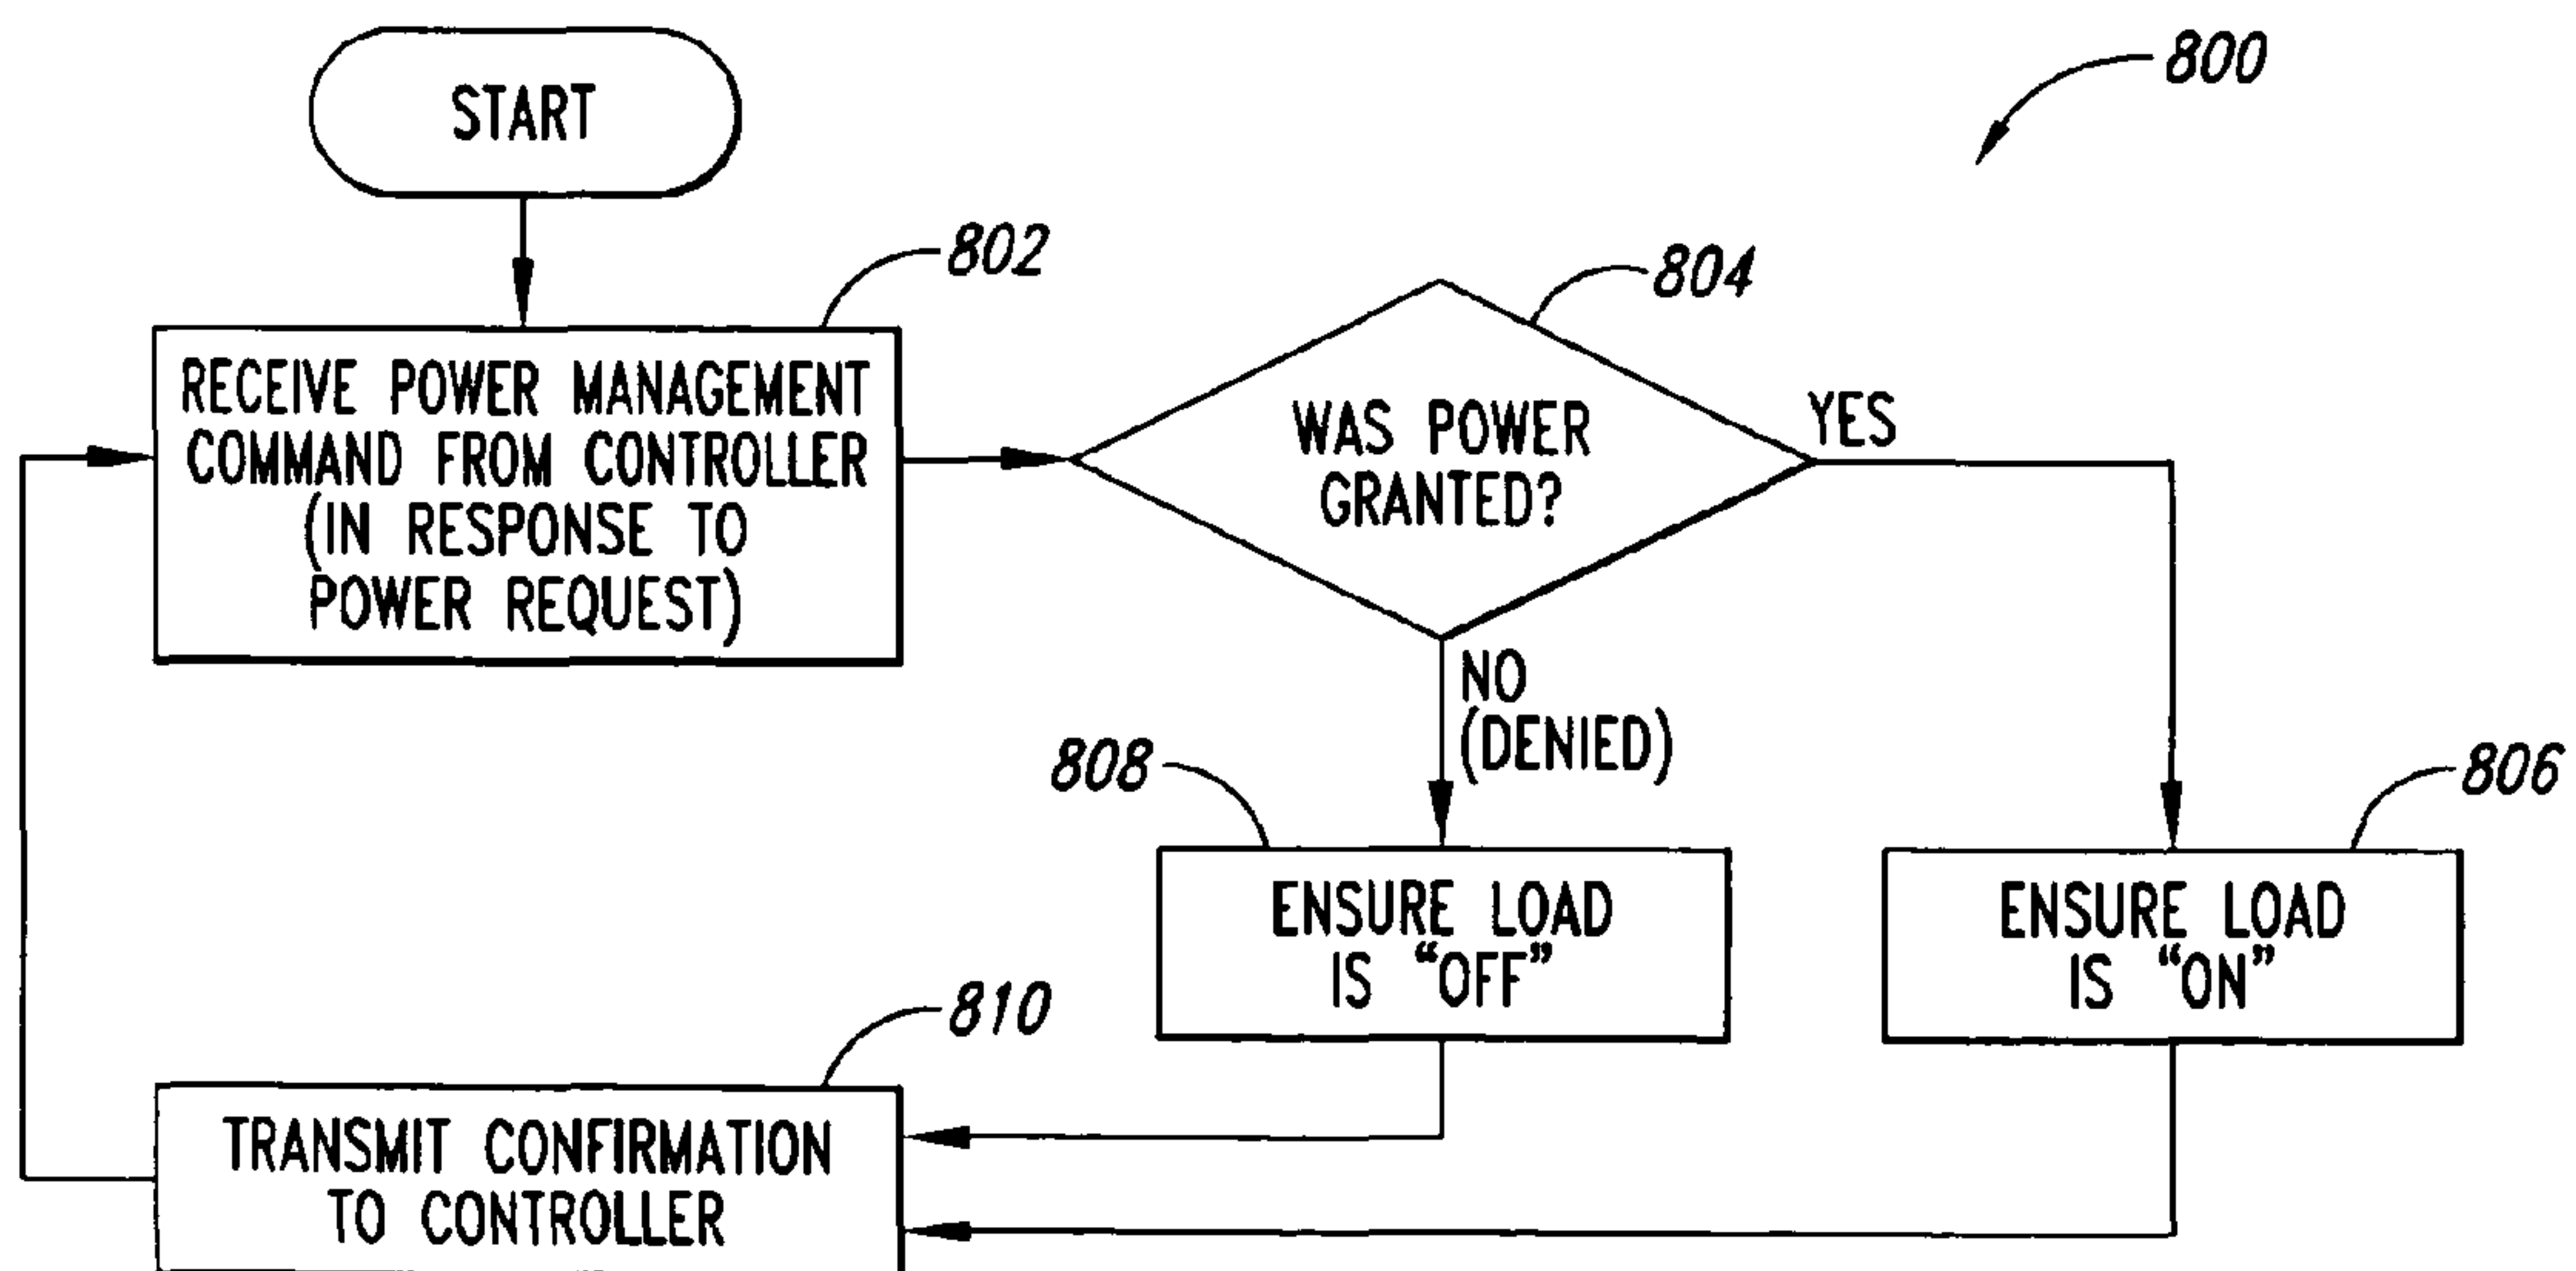 START
800
802
RECEIVE POWER MANAGEMENT
COMMAND FROM CONTROLLER
(IN RESPONSE TO
POWER REQUEST)
804
WAS POWER
GRANTED?
YES
NO
(DENIED)
808
ENSURE LOAD
IS “OFF”
806
ENSURE LOAD
IS “ON”
810
TRANSMIT CONFIRMATION
TO CONTROLLER